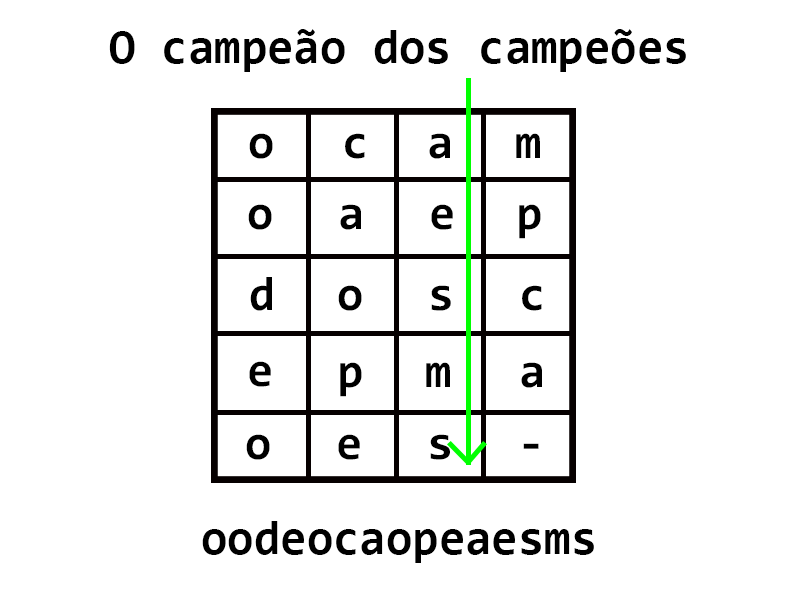 O campeão dos campeões
o c a m
o a e p
d o s c
e p m a
o e s -
oodeocaopeaesms